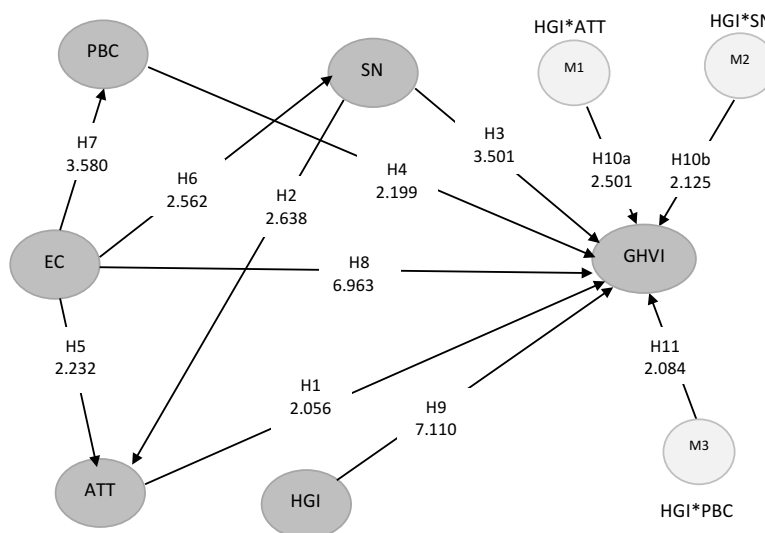 HGI*ATT
HGI*SN
PBC
SN
M1
M2
H7
3.580
H6
2.562
H2
2.638
H4
2.199
H3
3.501
H10a
2.501
H10b
2.125
EC
H8
6.963
GHVI
H5
2.232
H1
2.056
H9
7.110
H11
2.084
ATT
HGI
M3
HGI*PBC